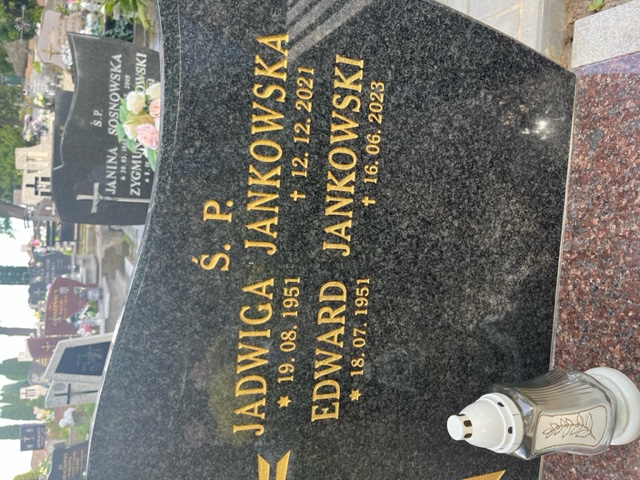 Ś. P.
JADWIGA JANKOWSKA
* 19. 08. 1951 † 12. 12. 2021
EDWARD JANKOWSKI
* 18. 07. 1951 † 16. 06. 2023
Ś. P.
JANINA SOSNOWSKA